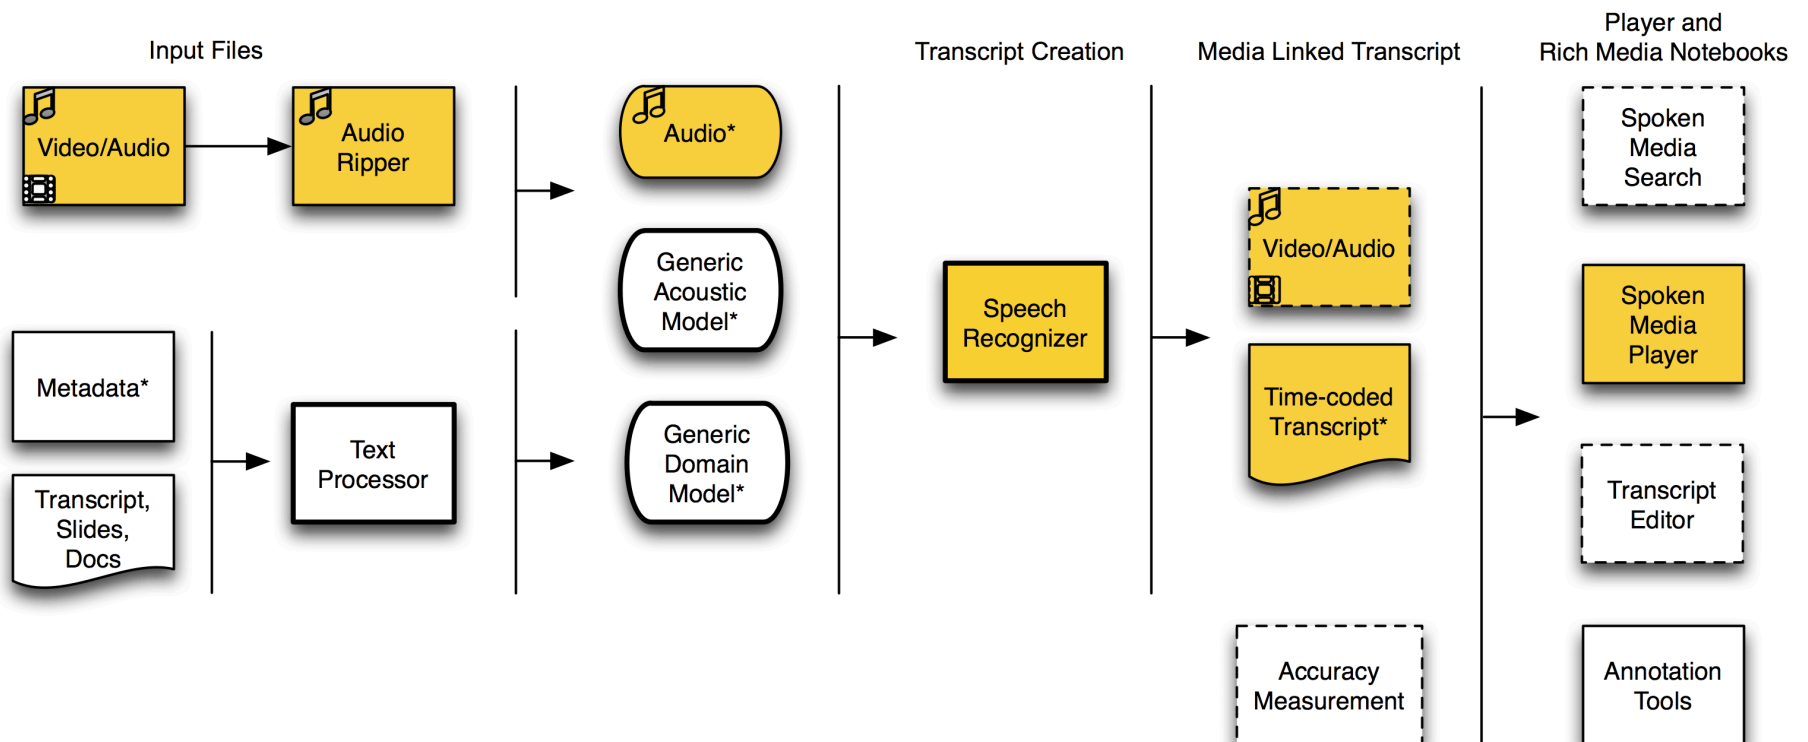 Input Files
Video/Audio
Audio
Ripper
Metadata*
Transcript,
Slides,
Docs
Text
Processor
Audio*
Generic
Acoustic
Model*
Generic
Domain
Model*
Transcript Creation
Speech
Recognizer
Media Linked Transcript
Video/Audio
Time-coded
Transcript*
Accuracy
Measurement
Player and
Rich Media Notebooks
Spoken
Media
Search
Spoken
Media
Player
Transcript
Editor
Annotation
Tools